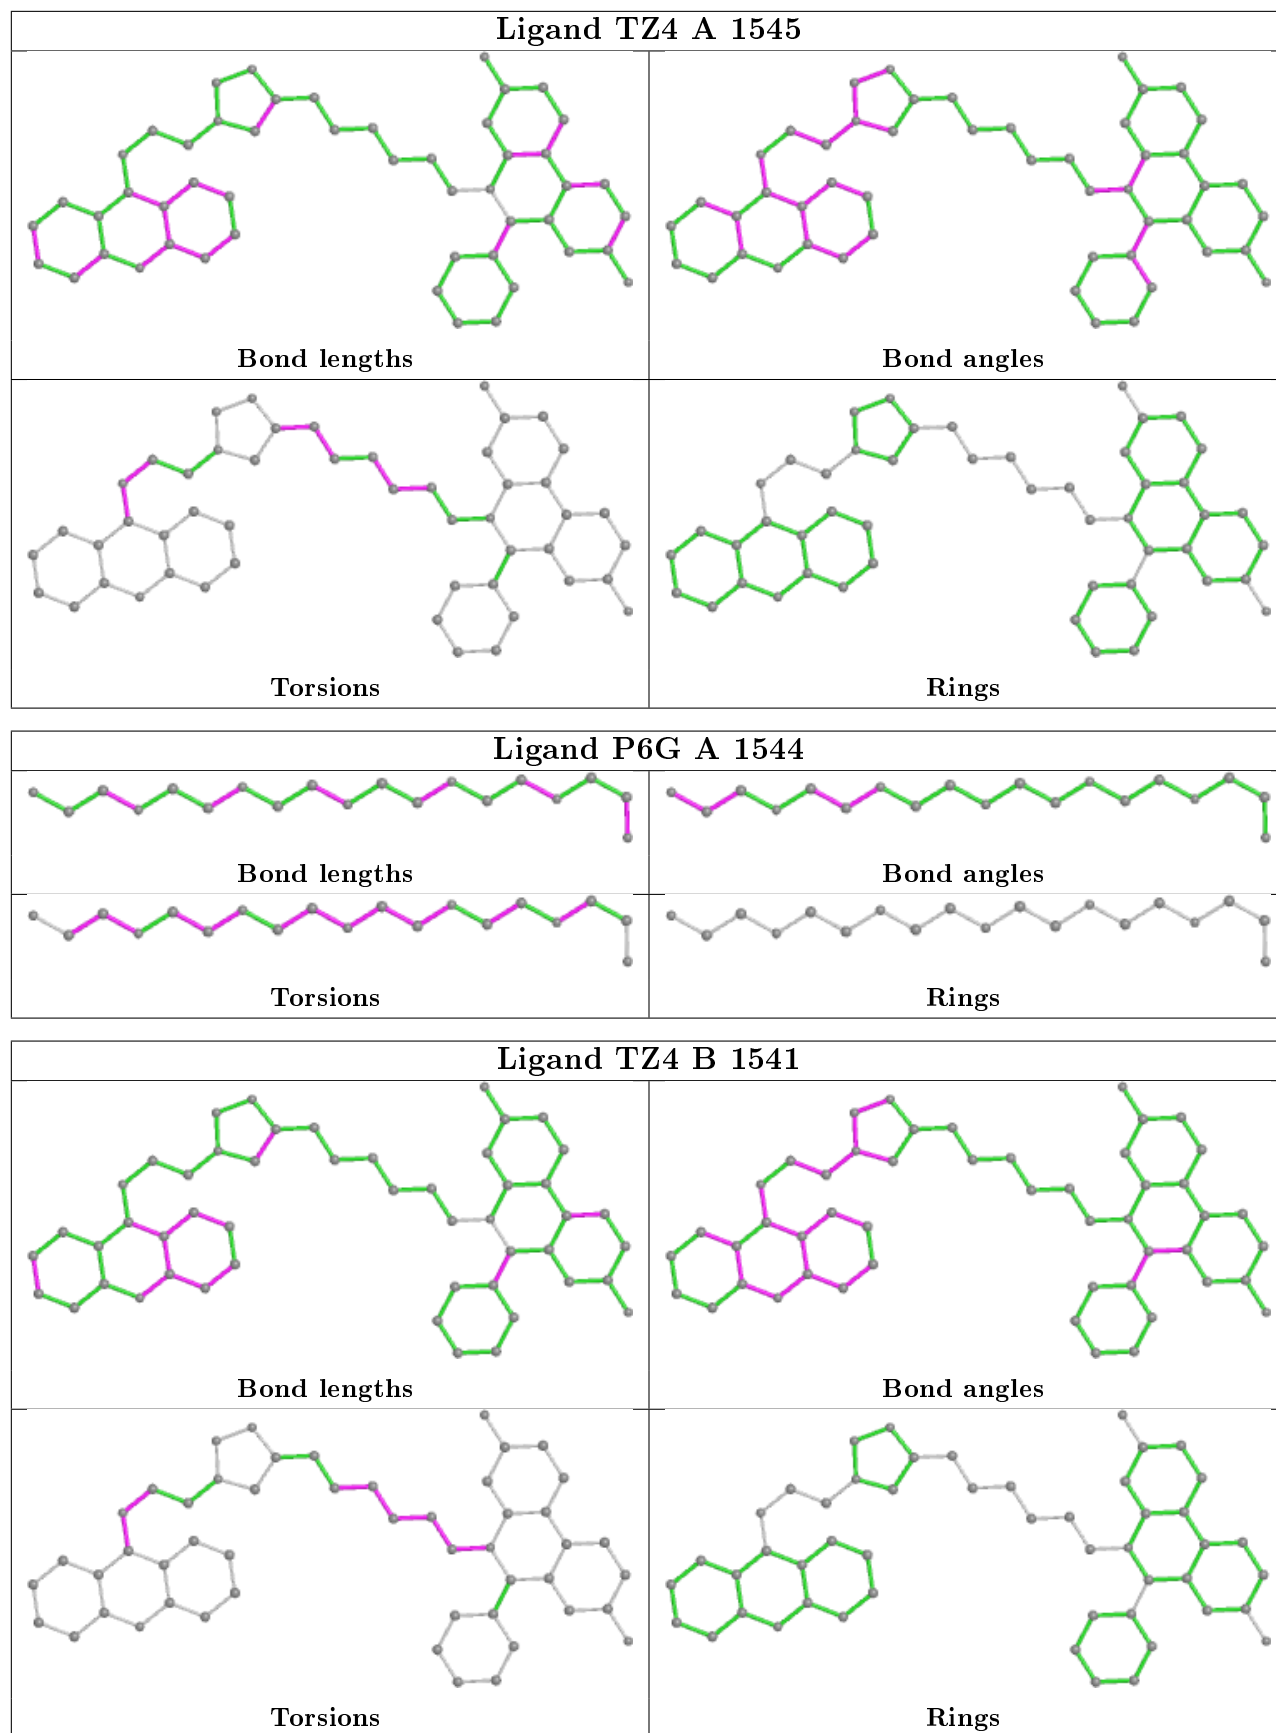 Ligand TZ4 A 1545
Bond lengths
Bond angles
Torsions
Rings
Ligand P6G A 1544
Bond lengths
Bond angles
Torsions
Rings
Ligand TZ4 B 1541
Bond lengths
Bond angles
Torsions
Rings